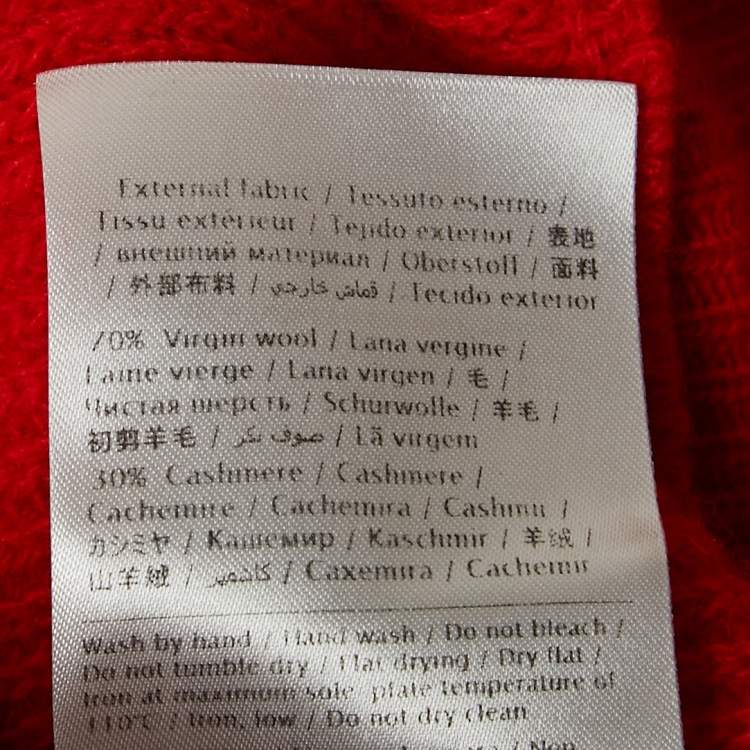 External fabric / Tessuto esterno /
Tissu exterieur / Tejido exterior / 表地
/ внешний материал / Oberstoff / 面料
/ 外部布料 / قماش خارجي / Tecido exterior
70% Virgin wool / Lana vergine /
Laine vierge / Lana virgen / 毛 /
Чистая шерсть / Schurwolle / 羊毛 /
初剪羊毛 / صوف بكر / Lã virgem
30% Cashmere / Cashmere /
Cachemire / Cachemira / Cashmir /
カシミヤ / Кашемир / Kaschmir / 羊绒 /
山羊绒 / كاشمير / Caxemira / Cachemir
Wash by hand / Hand wash / Do not bleach /
Do not tumble dry / Flat drying / Dry flat /
Iron at maximum sole plate temperature of
110°C / Iron, low / Do not dry clean
/ Non